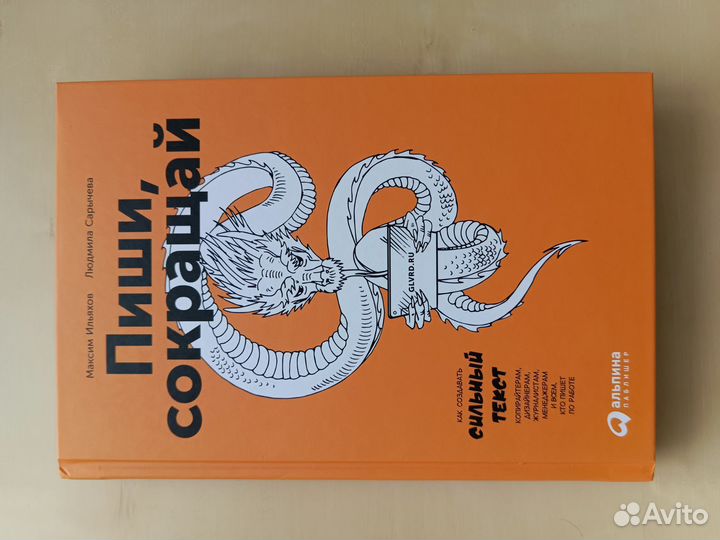 Максим Ильяхов Людмила Сарычева
Пиши,
сокращай
GLVRD.RU
КАК СОЗДАВАТЬ
СИЛЬНЫЙ
ТЕКСТ
КОПИРАЙТЕРАМ,
ДИЗАЙНЕРАМ,
ЖУРНАЛИСТАМ,
МЕНЕДЖЕРАМ
И ВСЕМ,
КТО ПИШЕТ
ПО РАБОТЕ
альпина
ПАБЛИШЕР
Avito